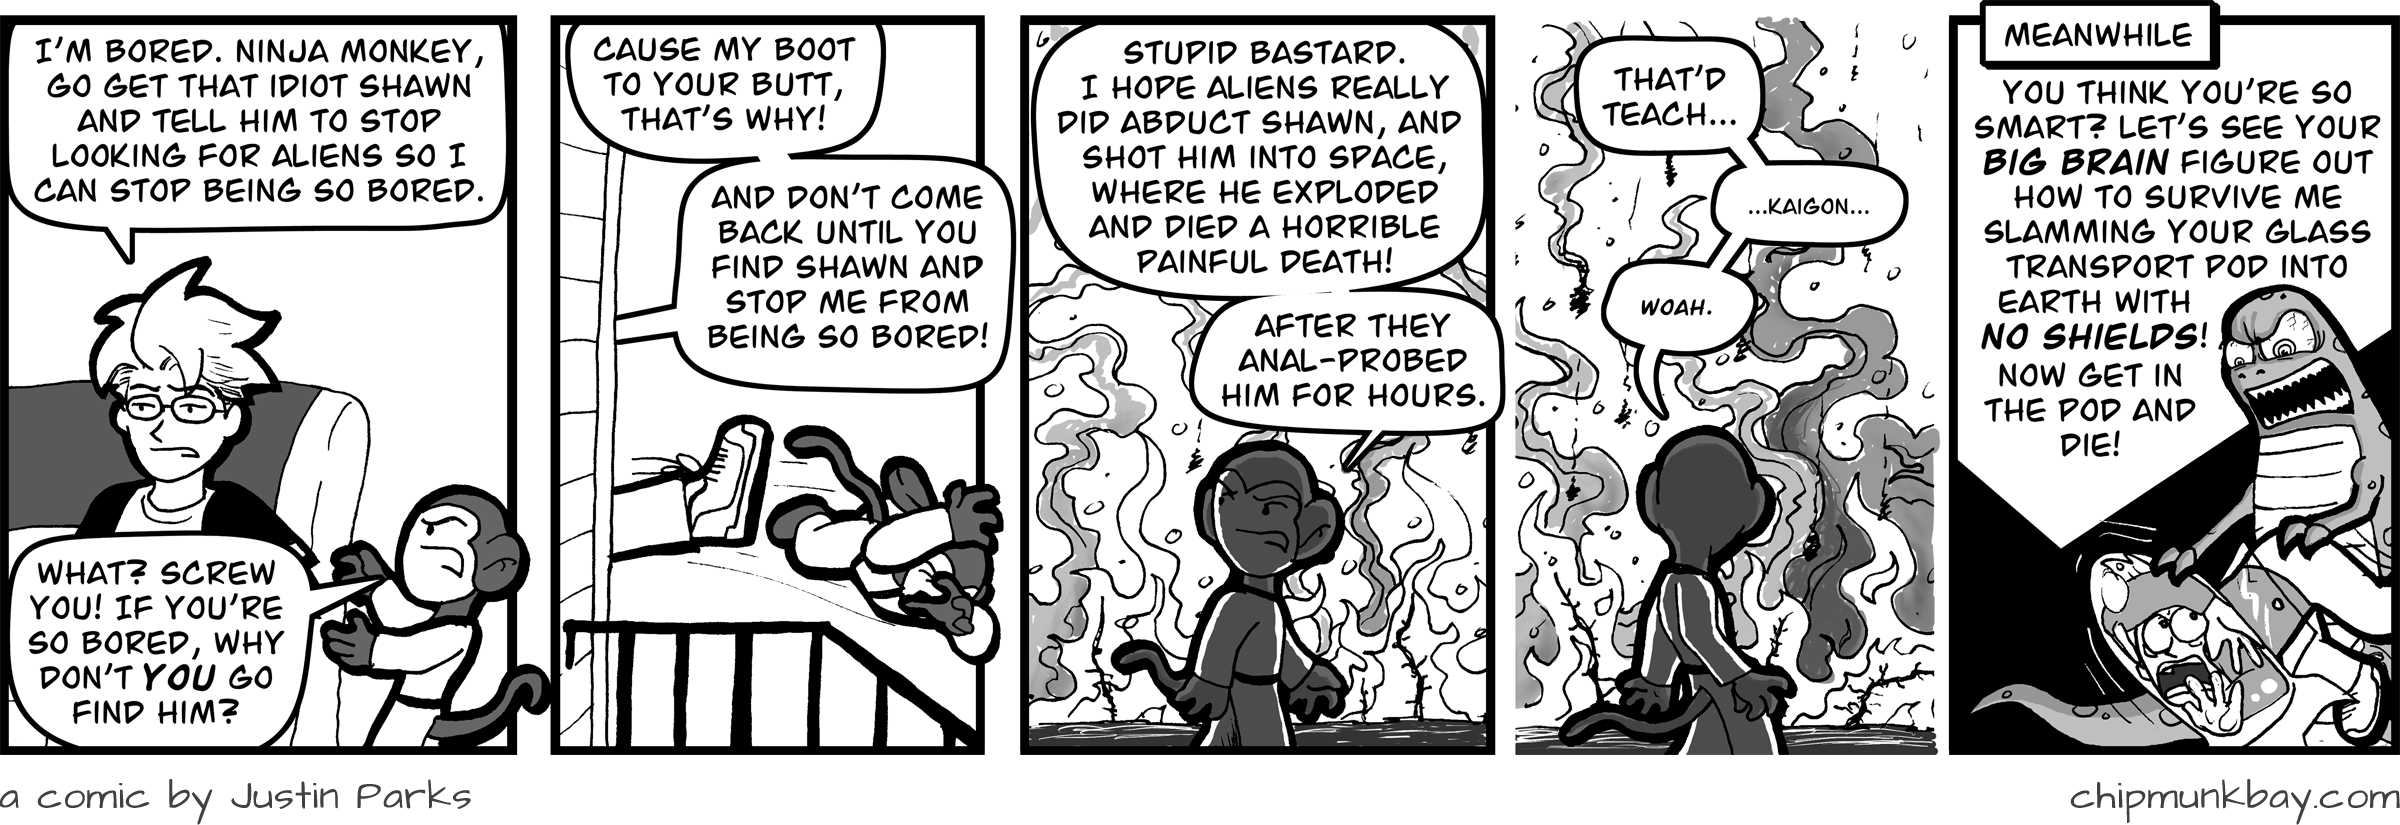 I'M BORED. NINJA MONKEY,
GO GET THAT IDIOT SHAWN
AND TELL HIM TO STOP
LOOKING FOR ALIENS SO I
CAN STOP BEING SO BORED.
WHAT? SCREW
YOU! IF YOU'RE
SO BORED, WHY
DON'T YOU GO
FIND HIM?
CAUSE MY BOOT
TO YOUR BUTT,
THAT'S WHY!
AND DON'T COME
BACK UNTIL YOU
FIND SHAWN AND
STOP ME FROM
BEING SO BORED!
STUPID BASTARD.
I HOPE ALIENS REALLY
DID ABDUCT SHAWN, AND
SHOT HIM INTO SPACE,
WHERE HE EXPLODED
AND DIED A HORRIBLE
PAINFUL DEATH!
AFTER THEY
ANAL-PROBED
HIM FOR HOURS.
THAT'D
TEACH...
...KAIGON...
WOAH.
MEANWHILE
YOU THINK YOU'RE SO
SMART? LET'S SEE YOUR
BIG BRAIN FIGURE OUT
HOW TO SURVIVE ME
SLAMMING YOUR GLASS
TRANSPORT POD INTO
EARTH WITH
NO SHIELDS!
NOW GET IN
THE POD AND
DIE!
a comic by Justin Parks
chipmunkbay.com